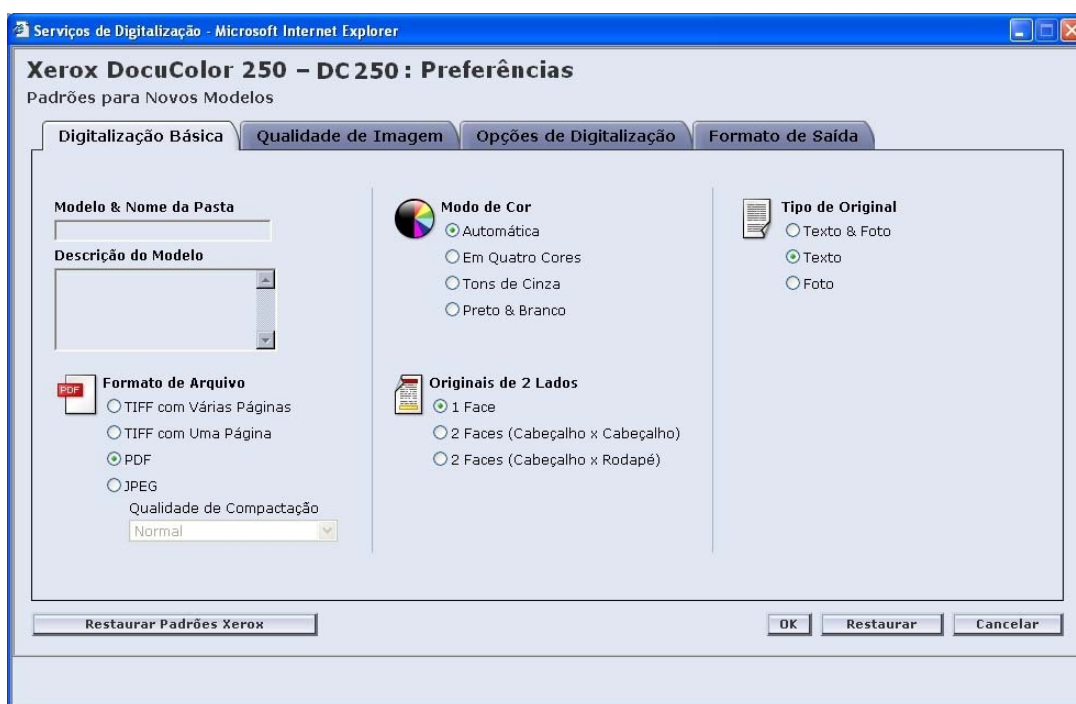 Serviços de Digitalização - Microsoft Internet Explorer
Xerox DocuColor 250 – DC 250 : Preferências
Padrões para Novos Modelos
Digitalização Básica
Qualidade de Imagem
Opções de Digitalização
Formato de Saída
Modelo & Nome da Pasta
Descrição do Modelo
PDF
Formato de Arquivo
TIFF com Várias Páginas
TIFF com Uma Página
PDF
JPEG
Qualidade de Compactação
Normal
Modo de Cor
Automática
Em Quatro Cores
Tons de Cinza
Preto & Branco
Originais de 2 Lados
1 Face
2 Faces (Cabeçalho x Cabeçalho)
2 Faces (Cabeçalho x Rodapé)
Tipo de Original
Texto & Foto
Texto
Foto
Restaurar Padrões Xerox
OK
Restaurar
Cancelar